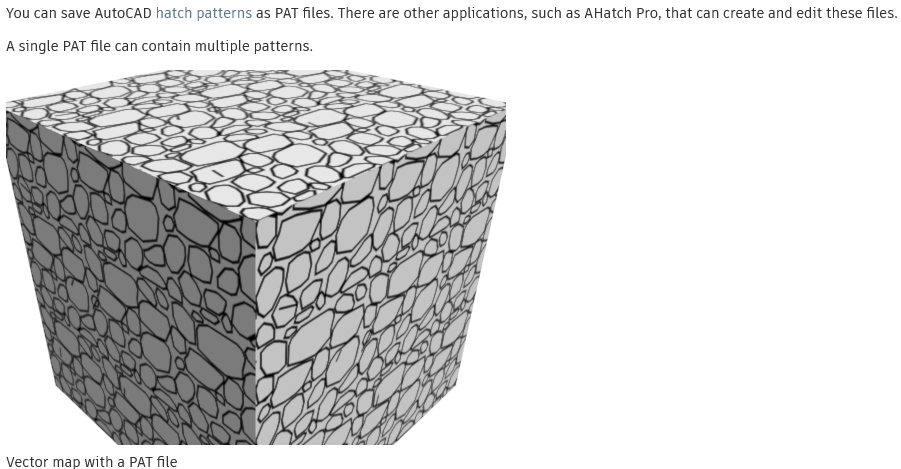 You can save AutoCAD hatch patterns as PAT files. There are other applications, such as AHatch Pro, that can create and edit these files.
A single PAT file can contain multiple patterns.
Vector map with a PAT file